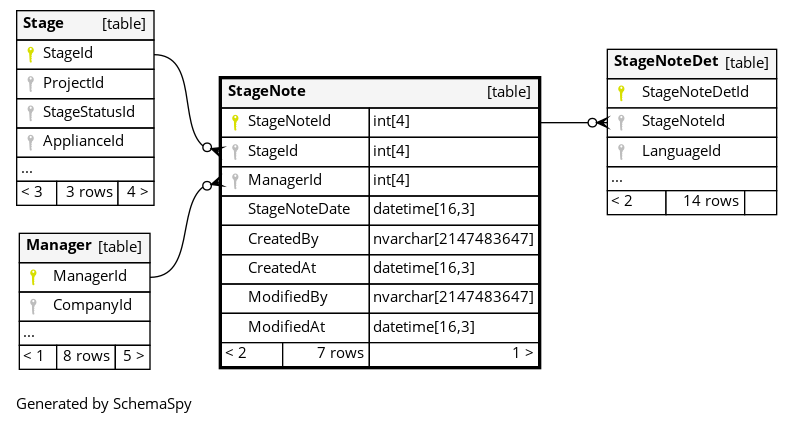 Stage [table]
StageId
ProjectId
StageStatusId
ApplianceId
...
< 3 3 rows 4 >
Manager [table]
ManagerId
CompanyId
...
< 1 8 rows 5 >
StageNote [table]
StageNoteId int[4]
StageId int[4]
ManagerId int[4]
StageNoteDate datetime[16,3]
CreatedBy nvarchar[2147483647]
CreatedAt datetime[16,3]
ModifiedBy nvarchar[2147483647]
ModifiedAt datetime[16,3]
< 2 7 rows 1 >
StageNoteDet [table]
StageNoteDetId
StageNoteId
LanguageId
...
< 2 14 rows
Generated by SchemaSpy